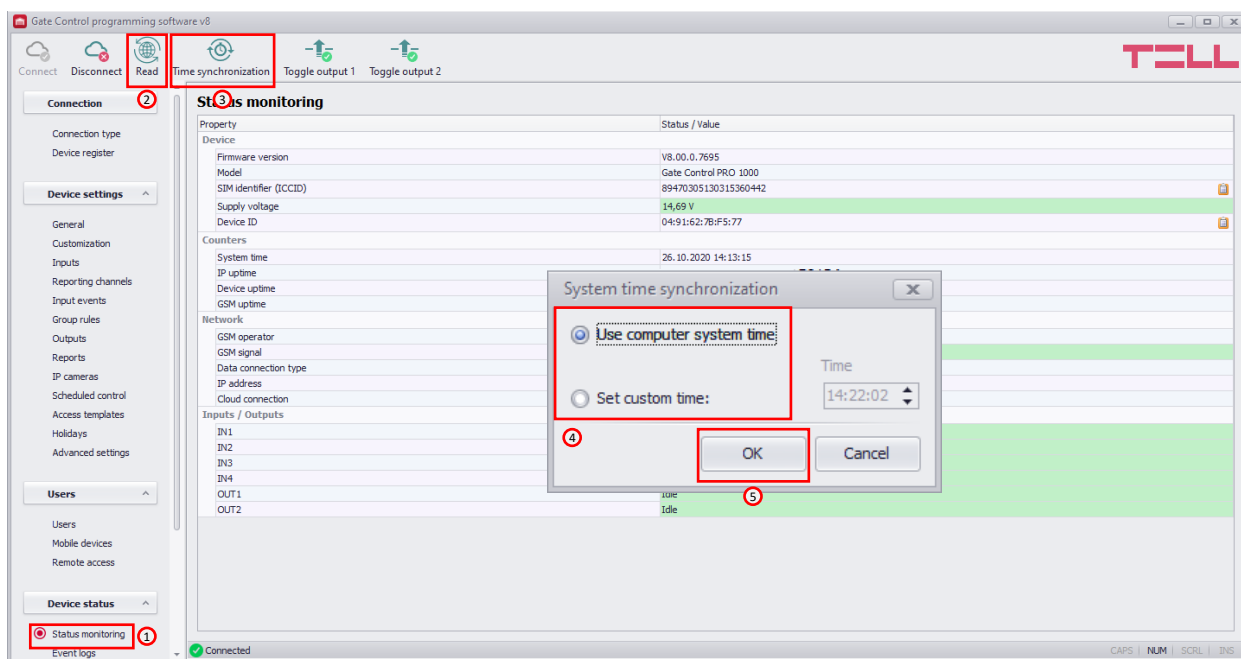 Gate Control programming software v8
Connect Disconnect Read Time synchronization Toggle output 1 Toggle output 2
TELL
2
3
Connection
Connection type
Device register
Device settings
General
Customization
Inputs
Reporting channels
Input events
Group rules
Outputs
Reports
IP cameras
Scheduled control
Access templates
Holidays
Advanced settings
Users
Users
Mobile devices
Remote access
Device status
Status monitoring 1
Event logs
Status monitoring
Property Status / Value
Device
Firmware version V8.00.0.7695
Model Gate Control PRO 1000
SIM identifier (ICCID) 89470305130315360442
Supply voltage 14,69 V
Device ID 04:91:62:7B:F5:77
Counters
System time 26.10.2020 14:13:15
IP uptime
Device uptime
GSM uptime
Network
GSM operator
GSM signal
Data connection type
IP address
Cloud connection
Inputs / Outputs
IN1
IN2
IN3
IN4
OUT1 Idle
OUT2 Idle
System time synchronization
Use computer system time
Time
Set custom time: 14:22:02
4
OK Cancel
5
Connected CAPS NUM SCRL INS